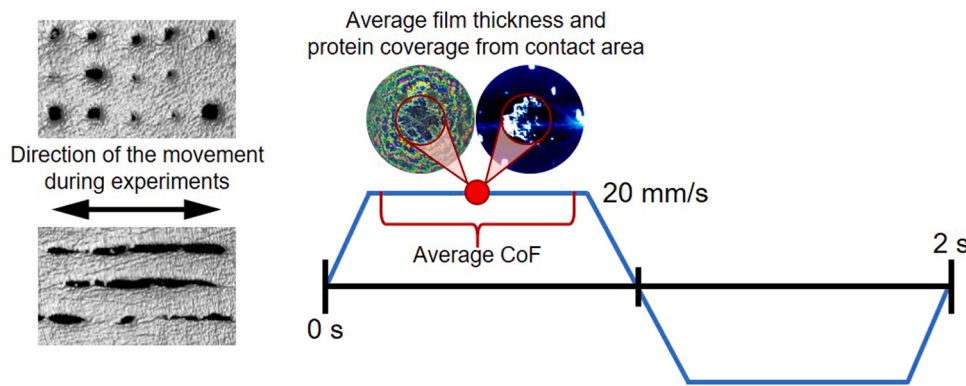 Average film thickness and
protein coverage from contact area
Direction of the movement
during experiments
20 mm/s
Average CoF
2 s
0 s